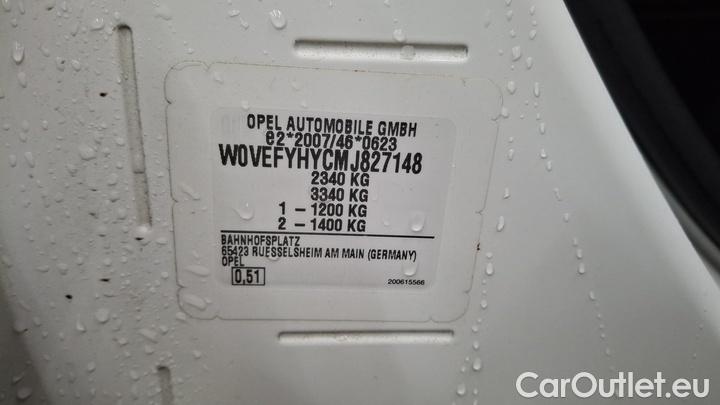 OPEL AUTOMOBILE GMBH
e2*2007/46*0623
W0VEFYHYCMJ827148
2340 KG
3340 KG
1 - 1200 KG
2 - 1400 KG
BAHNHOFSPLATZ
65423 RUESSELSHEIM AM MAIN (GERMANY)
OPEL
0,51
200615566
CarOutlet.eu